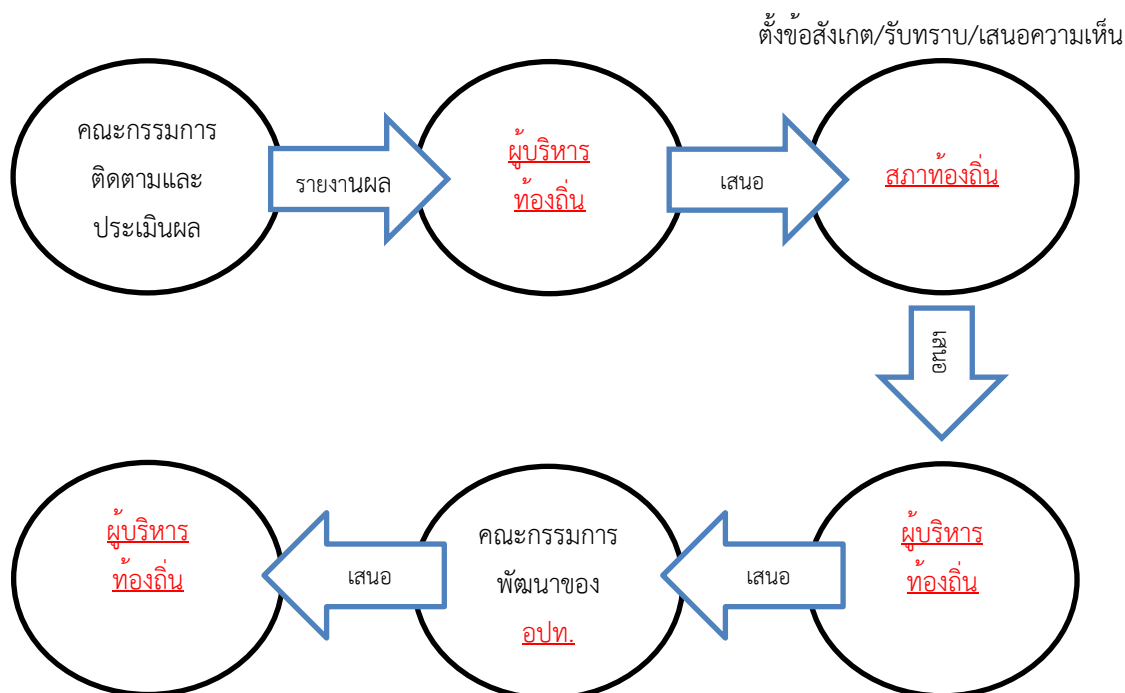 ตั้งข้อสังเกต/รับทราบ/เสนอความเห็น
คณะกรรมการ
ติดตามและ
ประเมินผล
รายงานผล
ผู้บริหาร
ท้องถิ่น
เสนอ
สภาท้องถิ่น
เสนอ
ผู้บริหาร
ท้องถิ่น
เสนอ
คณะกรรมการ
พัฒนาของ
อปท.
เสนอ
ผู้บริหาร
ท้องถิ่น